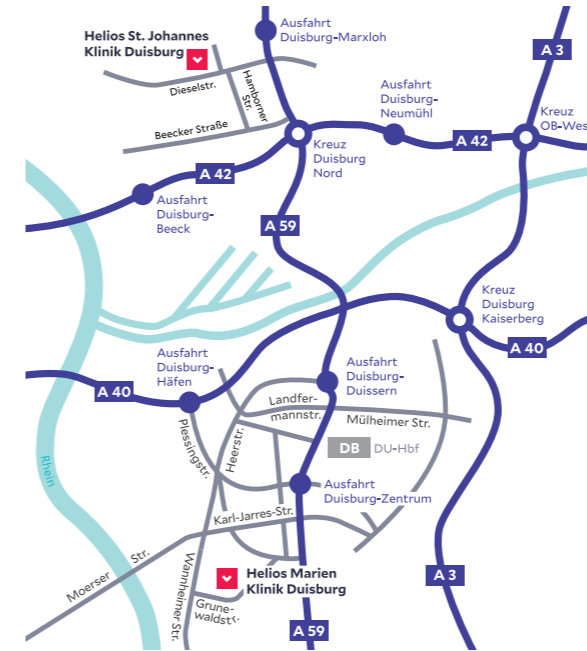 Ausfahrt
Duisburg-Marxloh
Helios St. Johannes
Klinik Duisburg
A 3
Dieselstr.
Hamborner
Str.
Ausfahrt
Duisburg-
Neumühl
Kreuz
OB-Wes
Beecker Straße
A 42
Kreuz
Duisburg
Nord
A 42
Ausfahrt
Duisburg-
Beeck
A 59
Kreuz
Duisburg
Kaiserberg
A 40
Ausfahrt
Duisburg-
Häfen
Ausfahrt
Duisburg-
Duissern
A 40
Landfer-
mannstr.
Mülheimer Str.
Plessingstr.
Heerstr.
DB DU-Hbf
Rhein
Ausfahrt
Duisburg-Zentrum
Karl-Jarres-Str.
Moerser Str.
Wannheimer Str.
Helios Marien
Klinik Duisburg
A 3
Grune-
waldstr.
A 59